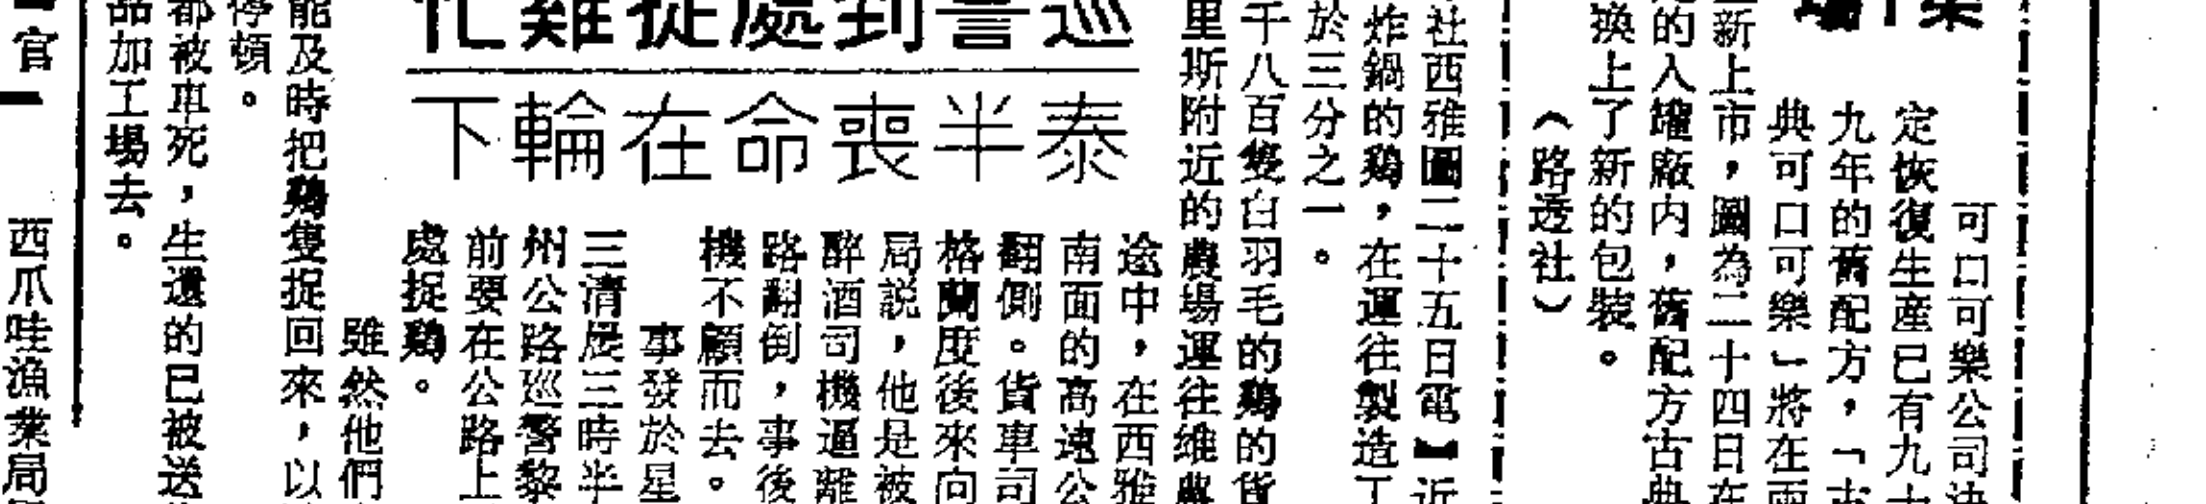 可口可樂公司決
定恢復生產已有九十
九年的舊配方,「古
典可口可樂」將在兩
新上市,圖為二十四日在
的入罐廠內,舊配方古典
換上了新的包裝。
(路透社)
巡警到處捉雞忙
泰半喪命在輪下
社西雅圖二十五日電】近
炸鍋的鷄,在運往製造工
於三分之一。
千八百隻白羽毛的鷄的貨
里斯附近的農場運往維農
途中,在西雅
南面的高速公
翻側。貨車司
格蘭度後來向
局説,他是被
醉酒司機逼離
路翻倒,事後
機不顧而去。
事發於星
三清晨三時半
州公路巡警黎
前要在公路上
處捉鷄。
雖然他們
能及時把鷄隻捉回來,以
停頓。
都被車死,生還的已被送
品加工場去。
官
西爪哇漁業局